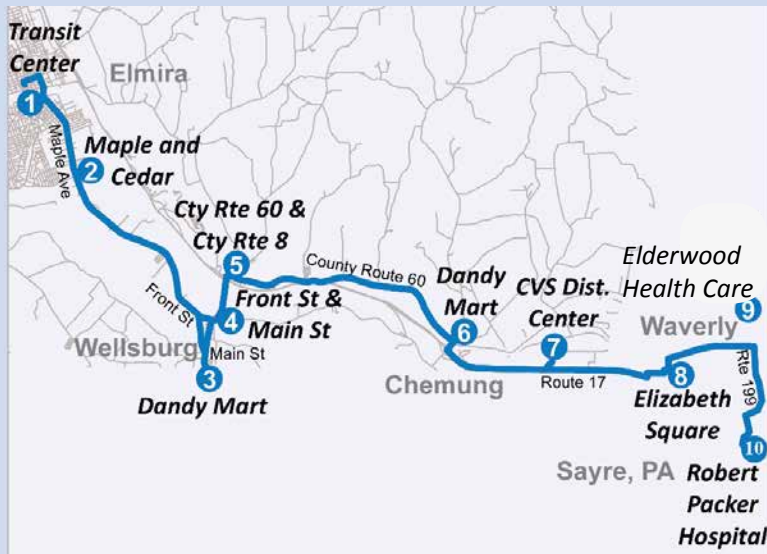 Transit
Center
1
Elmira
Maple Ave
2
Maple and
Cedar
Cty Rte 60 &
Cty Rte 8
5
County Route 60
Front St
Front St &
Main St
4
Wellsburg
Main St
3
Dandy Mart
Dandy
Mart
6
Chemung
CVS Dist.
Center
7
Route 17
Elderwood
Health Care
9
Waverly
Rte 199
8
Elizabeth
Square
10
Sayre, PA
Robert
Packer
Hospital